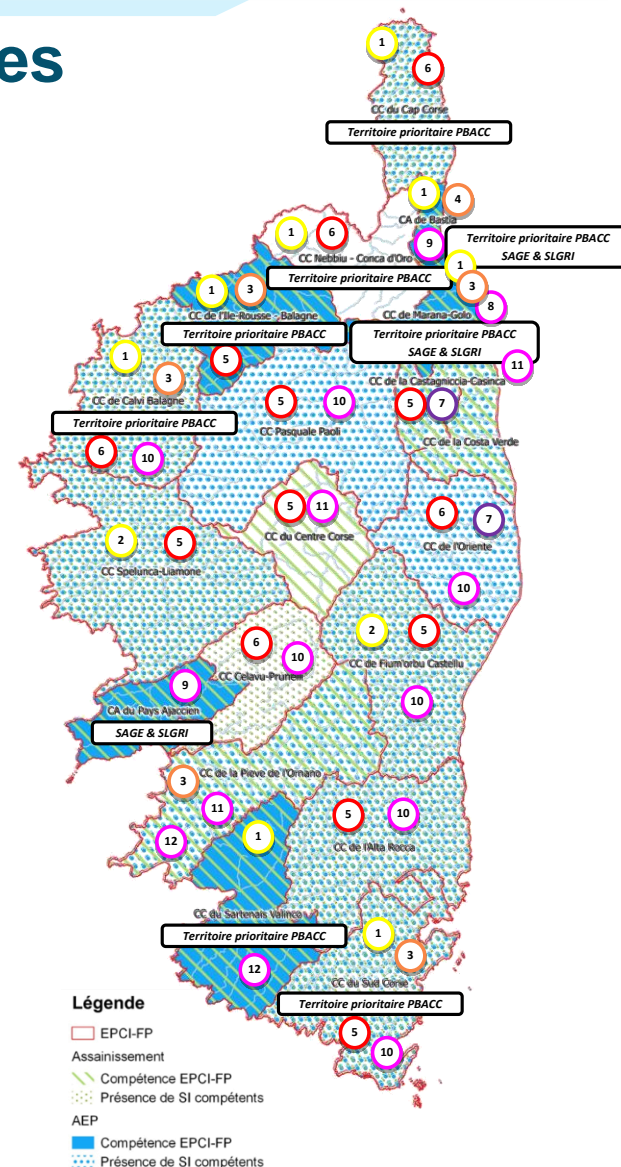 es
1
6
CC du Cap Corse
Territoire prioritaire PBACC
1
4
CA de Bastia
1
6
9
Territoire prioritaire PBACC
SAGE & SLGRI
CC Nebbiu - Conca d'Oro
1
Territoire prioritaire PBACC
1
3
3
8
CC de l'Ile-Rousse - Balagne
CC de Marana-Golo
Territoire prioritaire PBACC
Territoire prioritaire PBACC
SAGE & SLGRI
1
5
11
3
CC de la Castagniccia-Casinca
CC de Calvi Balagne
5
10
5
7
Territoire prioritaire PBACC
CC Pasquale Paoli
CC de la Costa Verde
6
10
5
11
6
7
CC du Centre Corse
2
5
CC de l'Oriente
CC Spelunca-Liamone
10
6
10
2
5
CC Celavu-Prunelli
CC de Fium'orbu Castellu
9
10
CA du Pays Ajaccien
SAGE & SLGRI
CC de la Pieve de l'Ornano
3
11
5
10
12
1
CC de l'Alta Rocca
CC du Sartenais Valinco
Territoire prioritaire PBACC
1
3
12
CC du Sud Corse
Territoire prioritaire PBACC
5
10
Légende
EPCI-FP
Assainissement
Compétence EPCI-FP
Présence de SI compétents
AEP
Compétence EPCI-FP
Présence de SI compétents